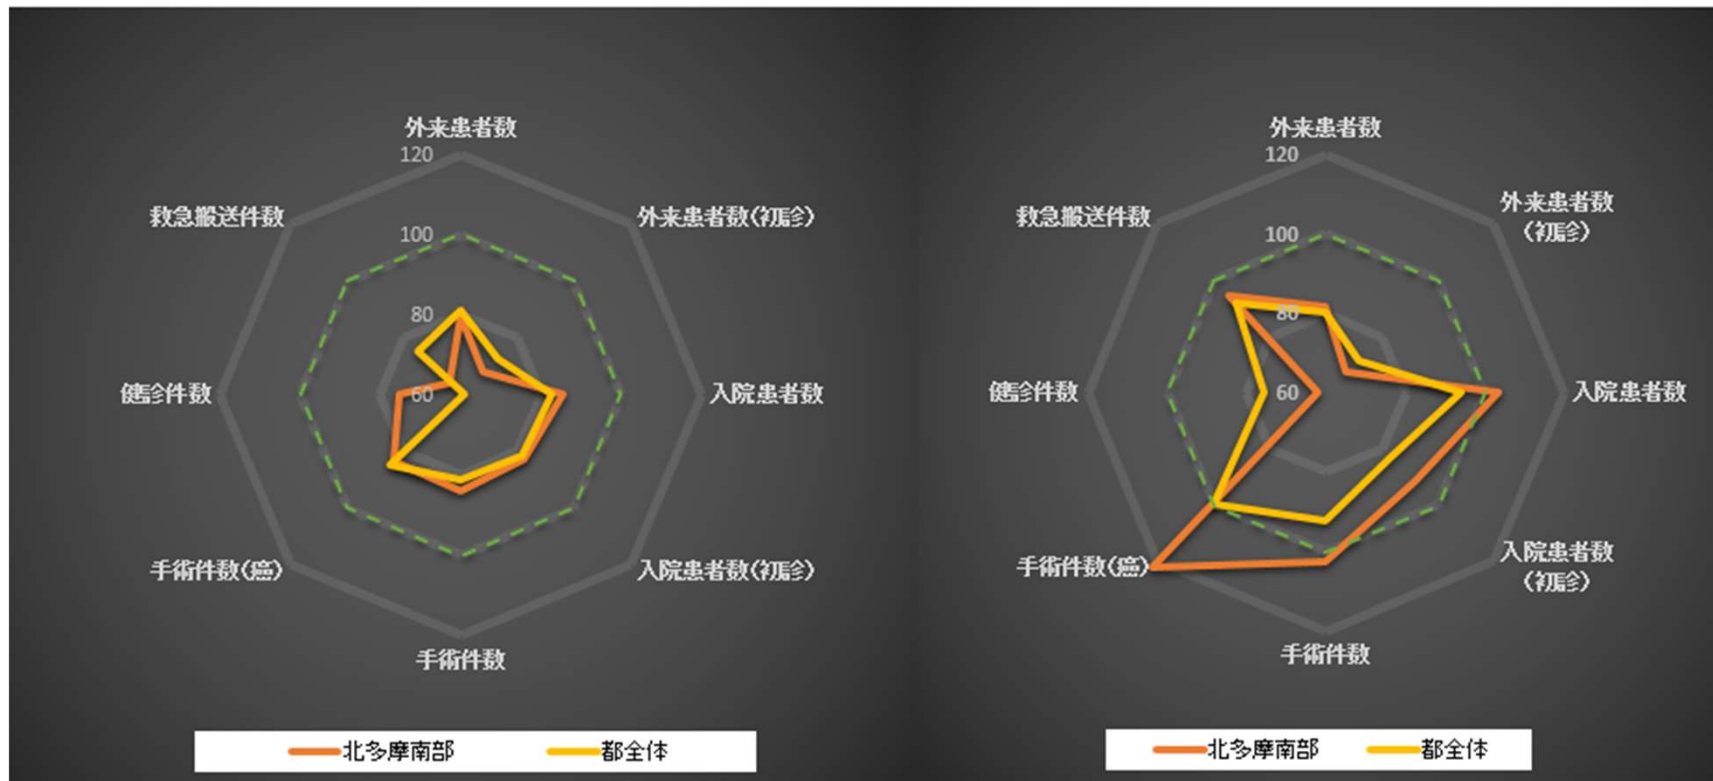 外来患者数
120
救急搬送件数
外来患者数(初診)
100
80
健診件数
60
入院患者数
手術件数(癌)
入院患者数(初診)
手術件数
北多摩南部
都全体
外来患者数
120
救急搬送件数
外来患者数
(初診)
100
80
健診件数
60
入院患者数
手術件数(癌)
入院患者数
(初診)
手術件数
北多摩南部
都全体